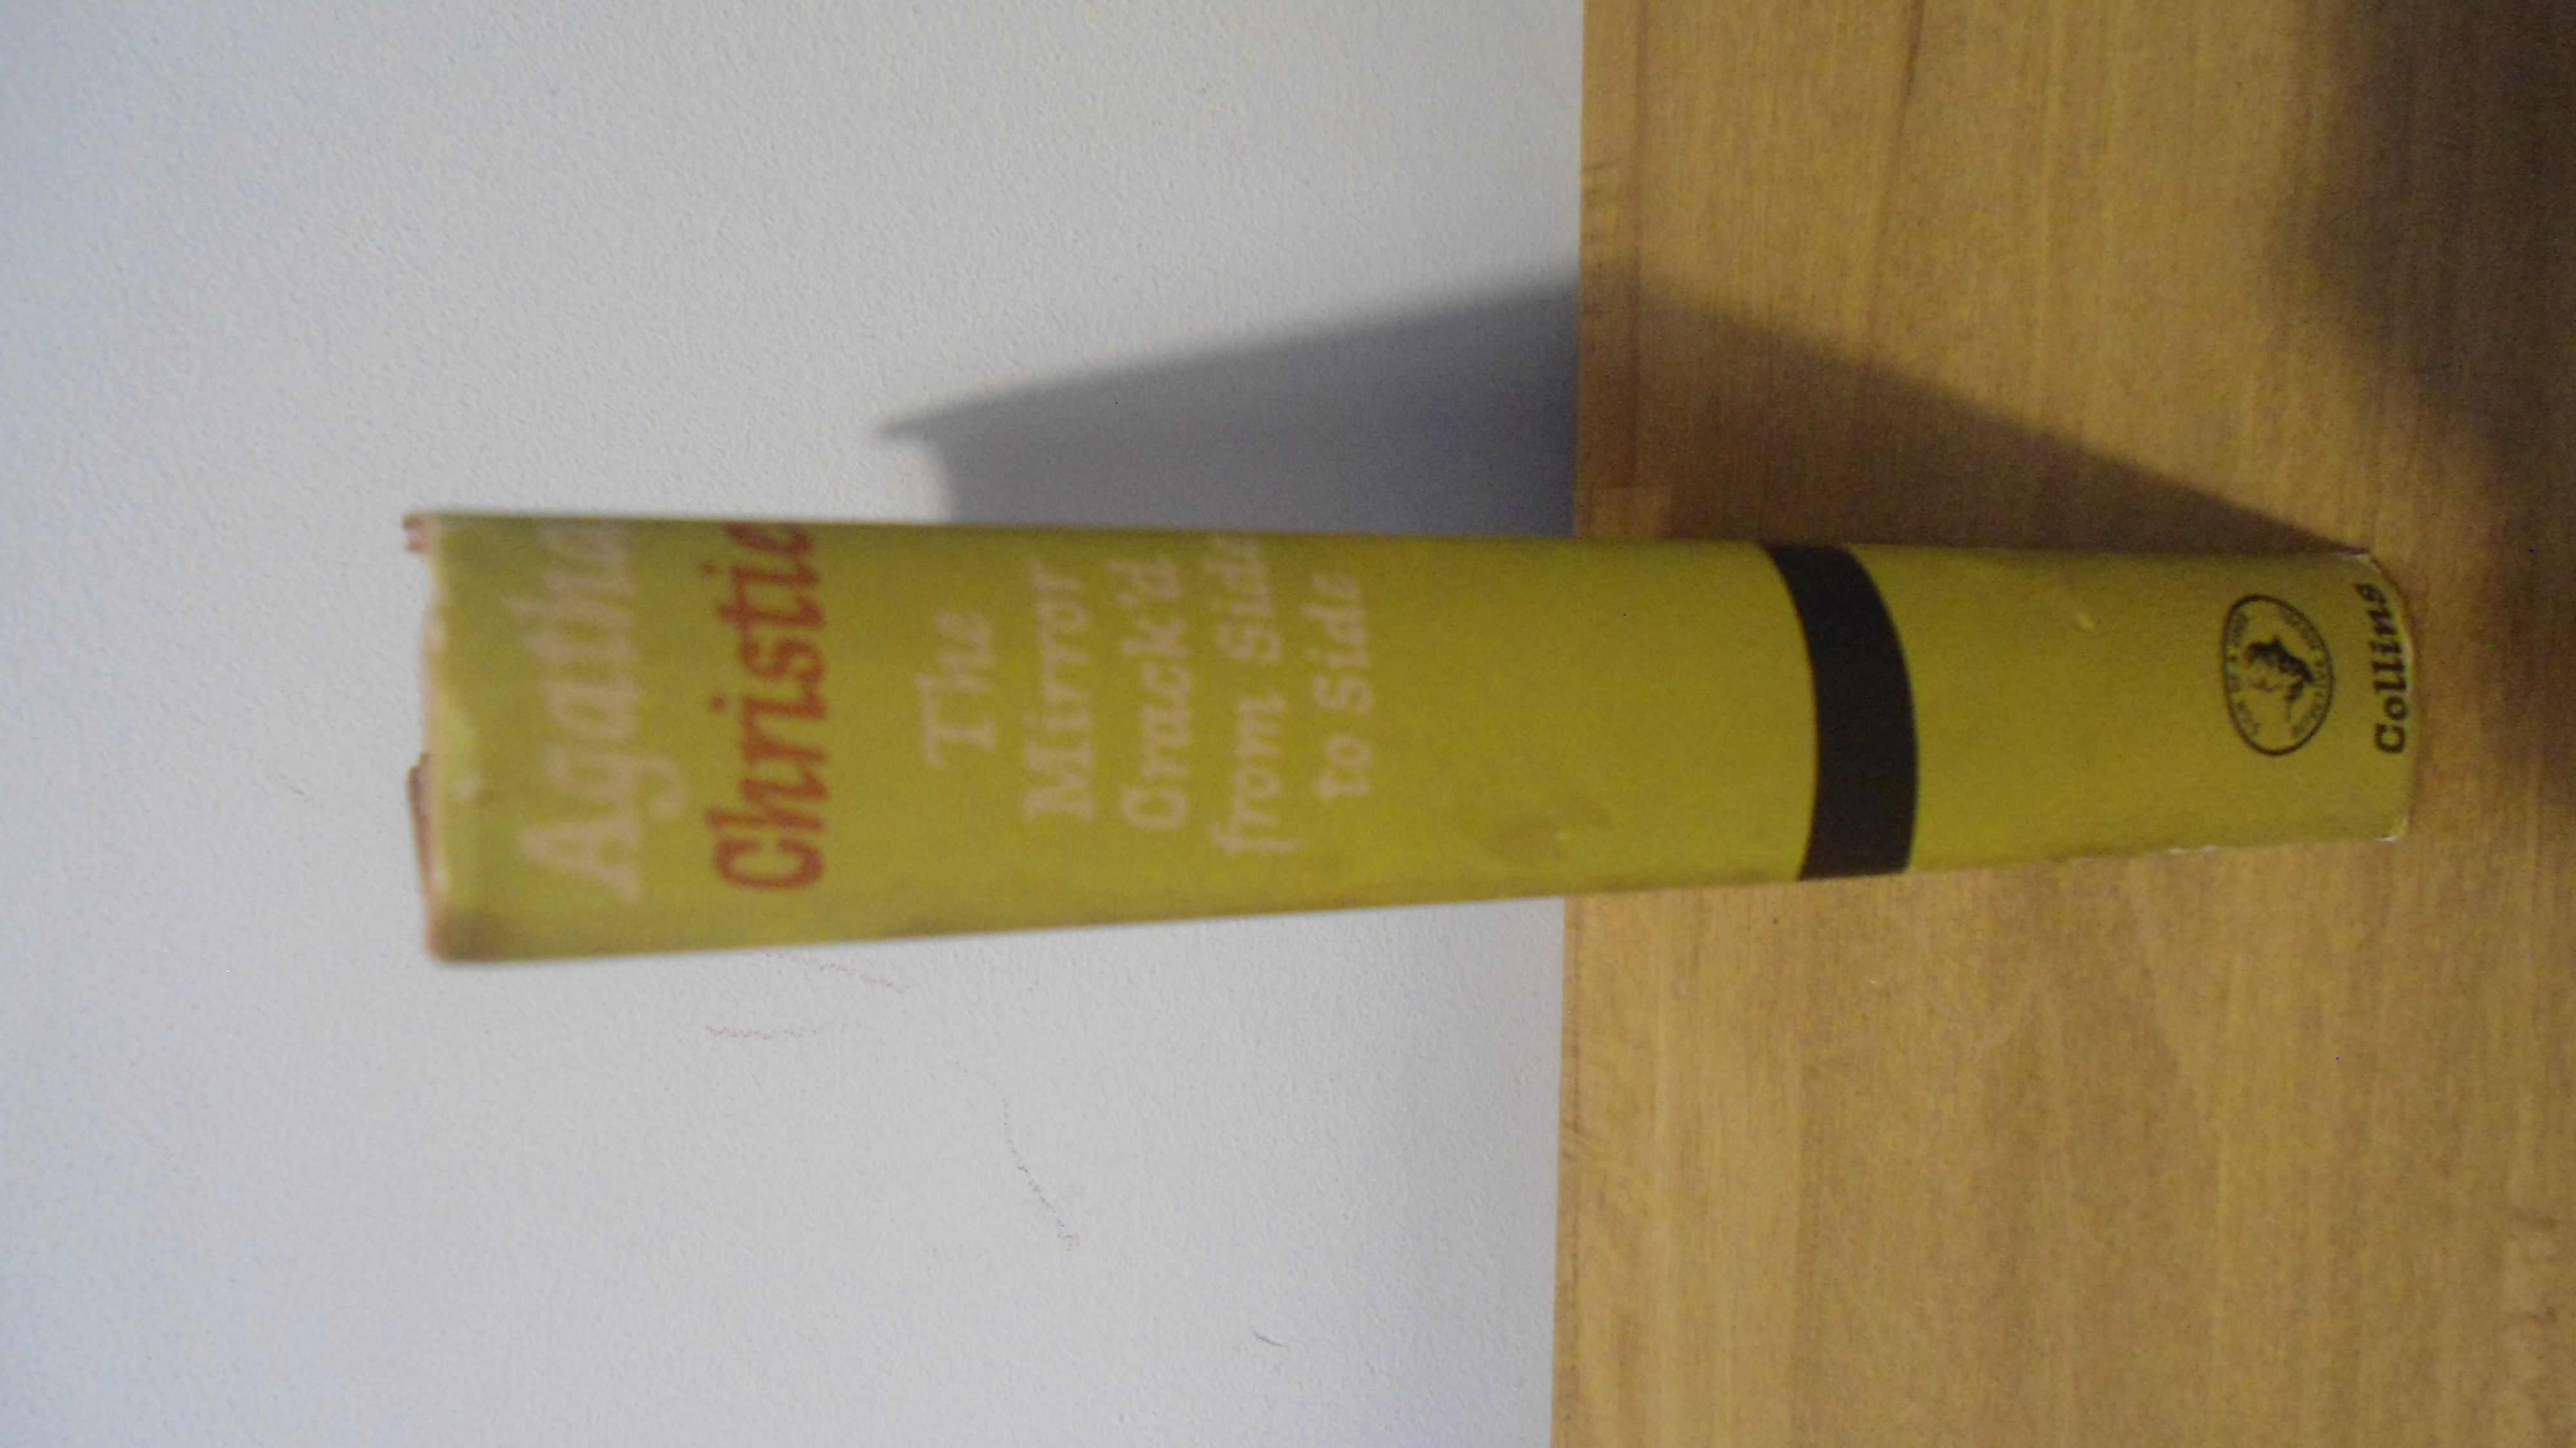 Agatha
Christie
The
Mirror
Crack'd
from Side
to Side
Collins